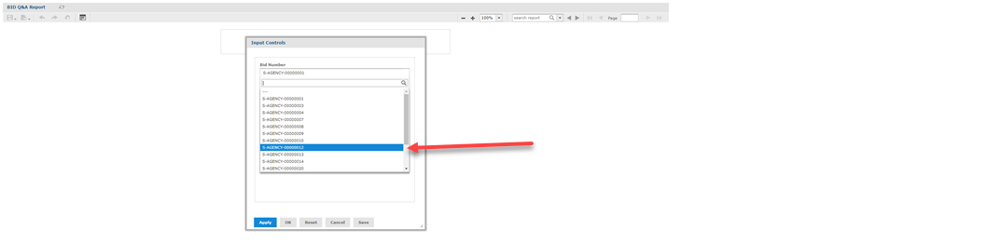 BID Q&A Report
100%
search report
Page
Input Controls
Bid Number
S-AGENCY-00000001
---
S-AGENCY-00000001
S-AGENCY-00000003
S-AGENCY-00000004
S-AGENCY-00000007
S-AGENCY-00000008
S-AGENCY-00000009
S-AGENCY-00000010
S-AGENCY-00000012
S-AGENCY-00000013
S-AGENCY-00000014
S-AGENCY-00000020
Apply OK Reset Cancel Save